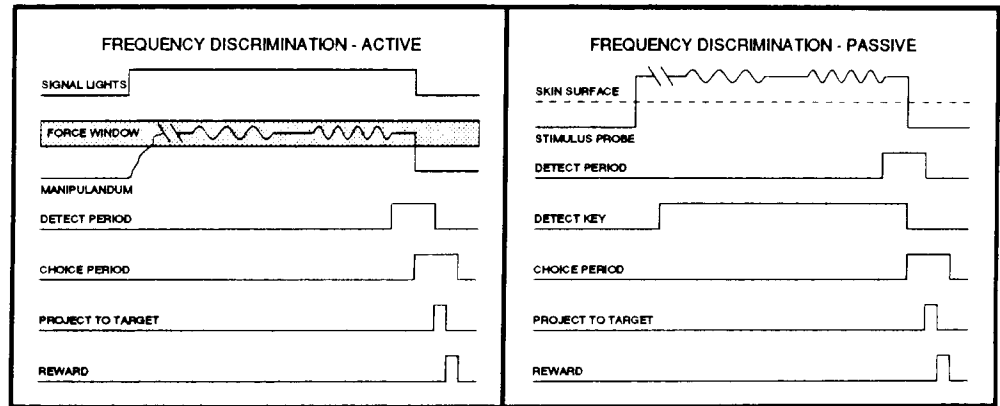 FREQUENCY DISCRIMINATION - ACTIVE
SIGNAL LIGHTS
FORCE WINDOW
MANIPULANDUM
DETECT PERIOD
CHOICE PERIOD
PROJECT TO TARGET
REWARD
FREQUENCY DISCRIMINATION - PASSIVE
SKIN SURFACE
STIMULUS PROBE
DETECT PERIOD
DETECT KEY
CHOICE PERIOD
PROJECT TO TARGET
REWARD